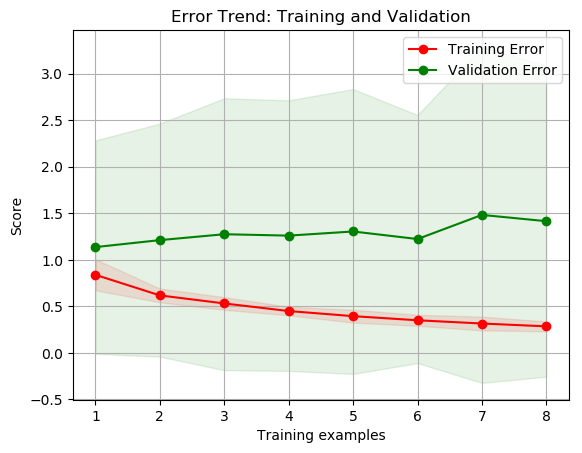 Error Trend: Training and Validation
Training Error
Validation Error
Score
3.0
2.5
2.0
1.5
1.0
0.5
0.0
−0.5
1 2 3 4 5 6 7 8
Training examples